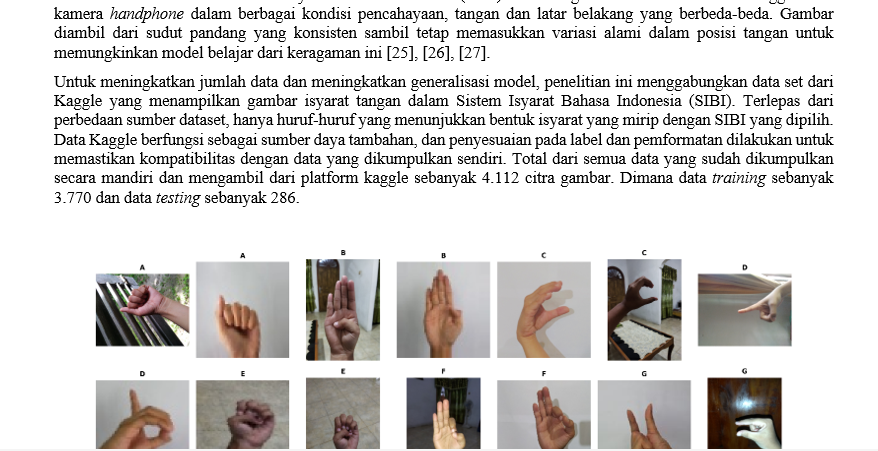 kamera handphone dalam berbagai kondisi pencahayaan, tangan dan latar belakang yang berbeda-beda. Gambar
diambil dari sudut pandang yang konsisten sambil tetap memasukkan variasi alami dalam posisi tangan untuk
memungkinkan model belajar dari keragaman ini [25], [26], [27].
Untuk meningkatkan jumlah data dan meningkatkan generalisasi model, penelitian ini menggabungkan data set dari
Kaggle yang menampilkan gambar isyarat tangan dalam Sistem Isyarat Bahasa Indonesia (SIBI). Terlepas dari
perbedaan sumber dataset, hanya huruf-huruf yang menunjukkan bentuk isyarat yang mirip dengan SIBI yang dipilih.
Data Kaggle berfungsi sebagai sumber daya tambahan, dan penyesuaian pada label dan pemformatan dilakukan untuk
memastikan kompatibilitas dengan data yang dikumpulkan sendiri. Total dari semua data yang sudah dikumpulkan
secara mandiri dan mengambil dari platform kaggle sebanyak 4.112 citra gambar. Dimana data training sebanyak
3.770 dan data testing sebanyak 286.
A A B B C C D
D E E F F G G